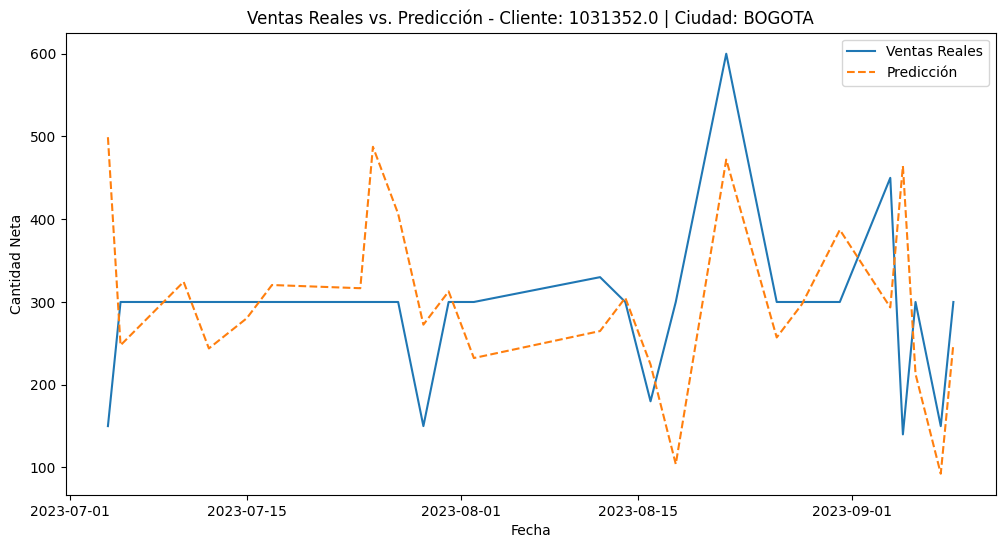 Ventas Reales vs. Predicción - Cliente: 1031352.0 | Ciudad: BOGOTA
Ventas Reales
Predicción
Cantidad Neta
600
500
400
300
200
100
2023-07-01
2023-07-15
2023-08-01
2023-08-15
2023-09-01
Fecha